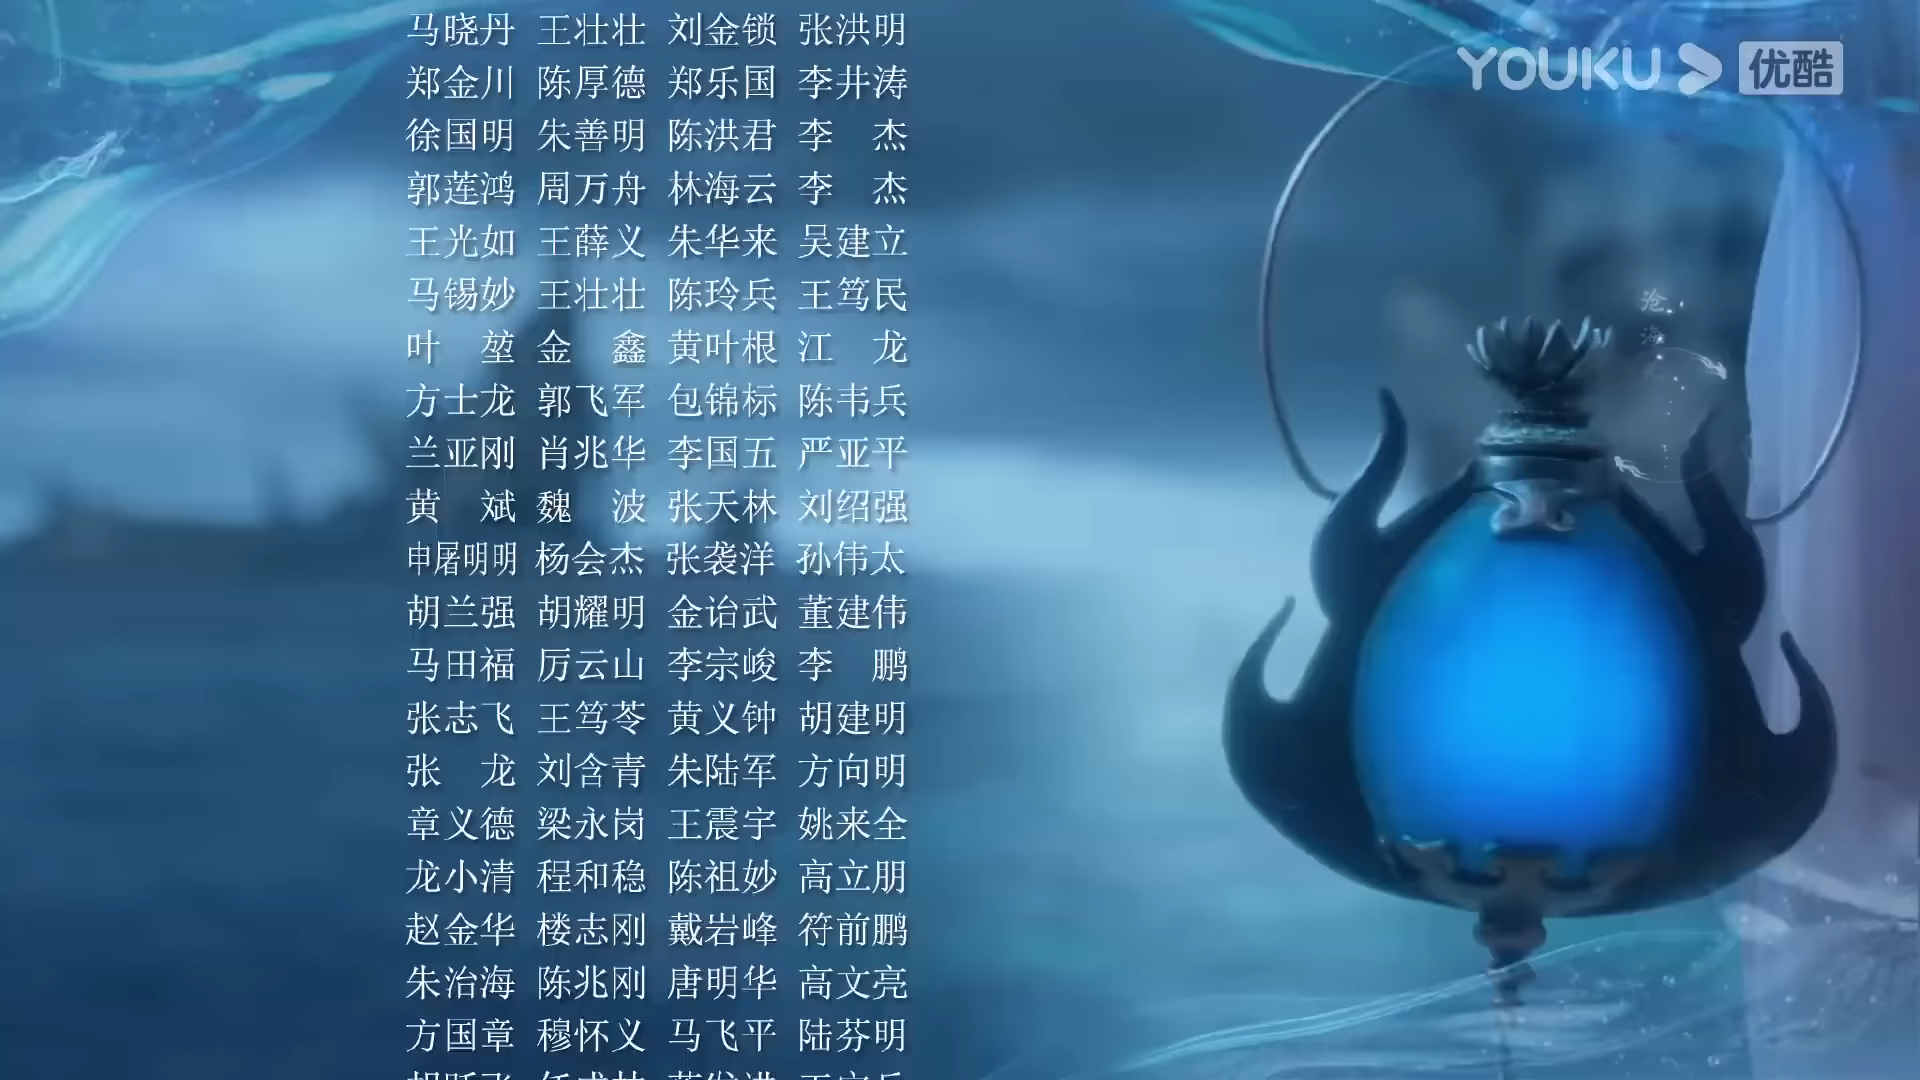 马晓丹 王壮壮 刘金锁 张洪明
YOUKU 优酷
郑金川 陈厚德 郑乐国 李井涛
徐国明 朱善明 陈洪君 李　杰
郭莲鸿 周万舟 林海云 李　杰
王光如 王薛义 朱华来 吴建立
马锡妙 王壮壮 陈玲兵 王笃民
沧海
叶　堃 金　鑫 黄叶根 江　龙
方士龙 郭飞军 包锦标 陈韦兵
兰亚刚 肖兆华 李国五 严亚平
黄　斌 魏　波 张天林 刘绍强
申屠明明 杨会杰 张袭洋 孙伟太
胡兰强 胡耀明 金诒武 董建伟
马田福 厉云山 李宗峻 李　鹏
张志飞 王笃苓 黄义钟 胡建明
张　龙 刘含青 朱陆军 方向明
章义德 梁永岗 王震宇 姚来全
龙小清 程和稳 陈祖妙 高立朋
赵金华 楼志刚 戴岩峰 符前鹏
朱治海 陈兆刚 唐明华 高文亮
方国章 穆怀义 马飞平 陆芬明